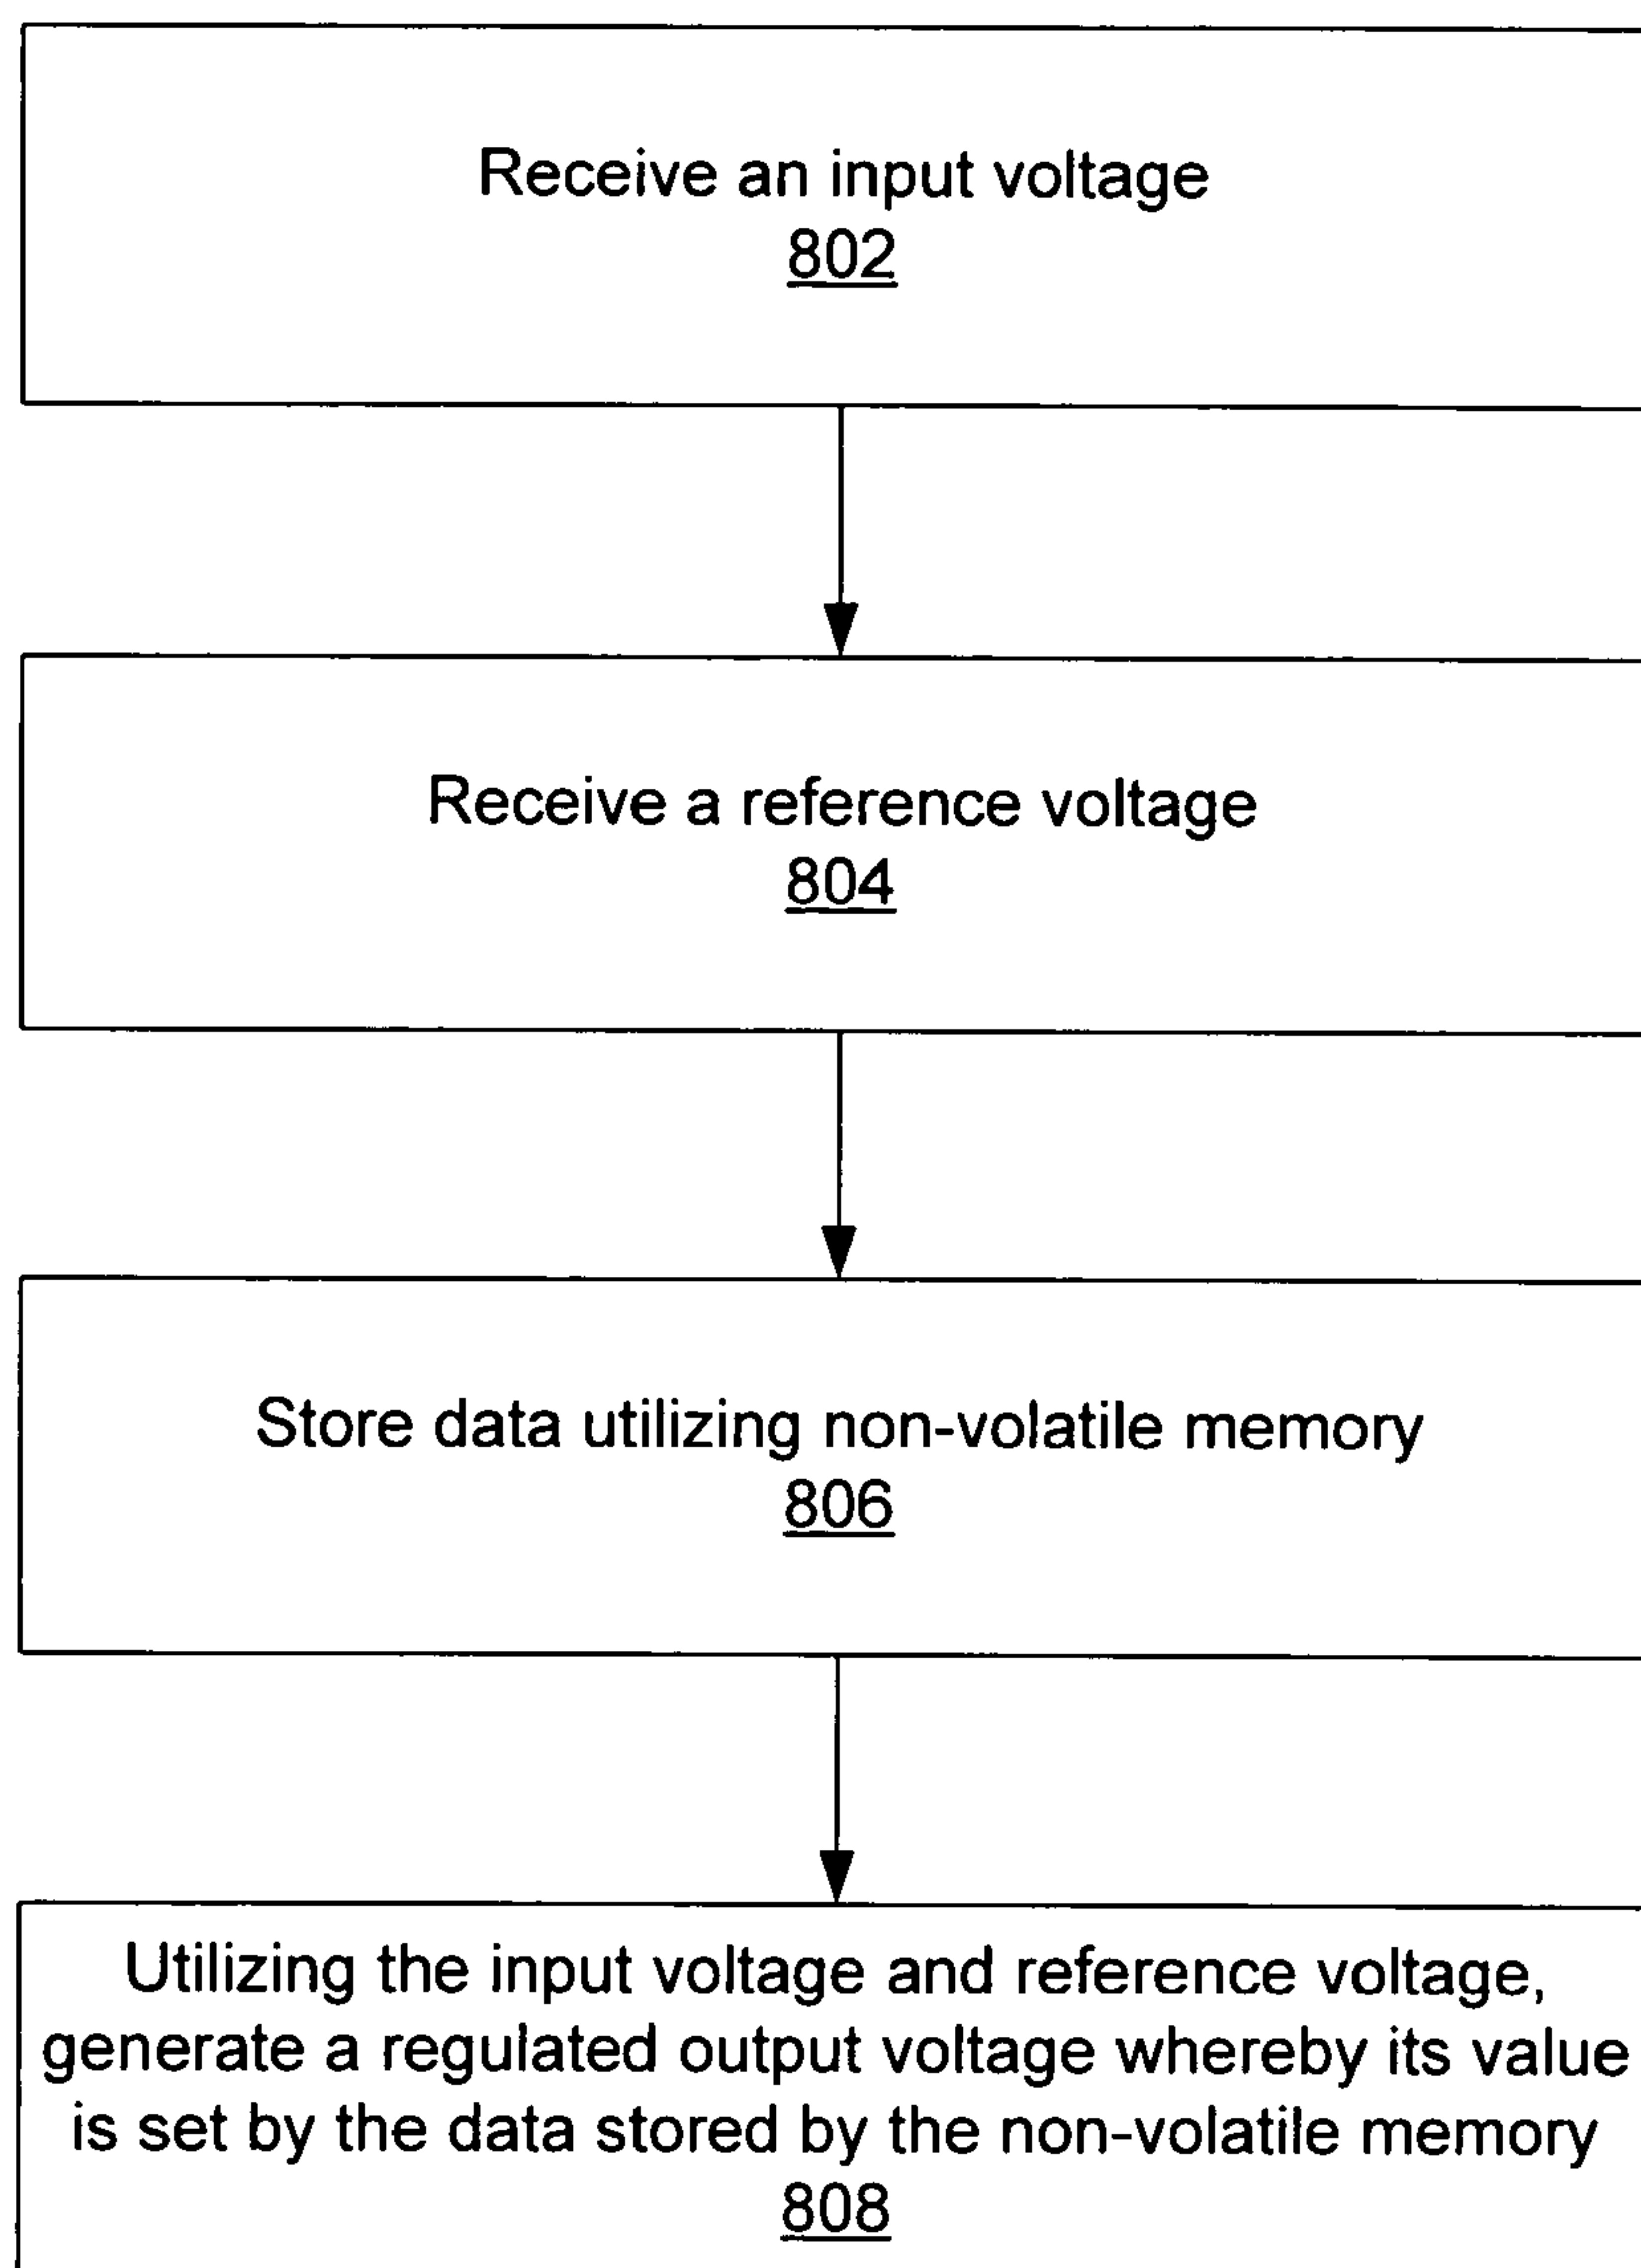 Receive an input voltage
802
Receive a reference voltage
804
Store data utilizing non-volatile memory
806
Utilizing the input voltage and reference voltage,
generate a regulated output voltage whereby its value
is set by the data stored by the non-volatile memory
808